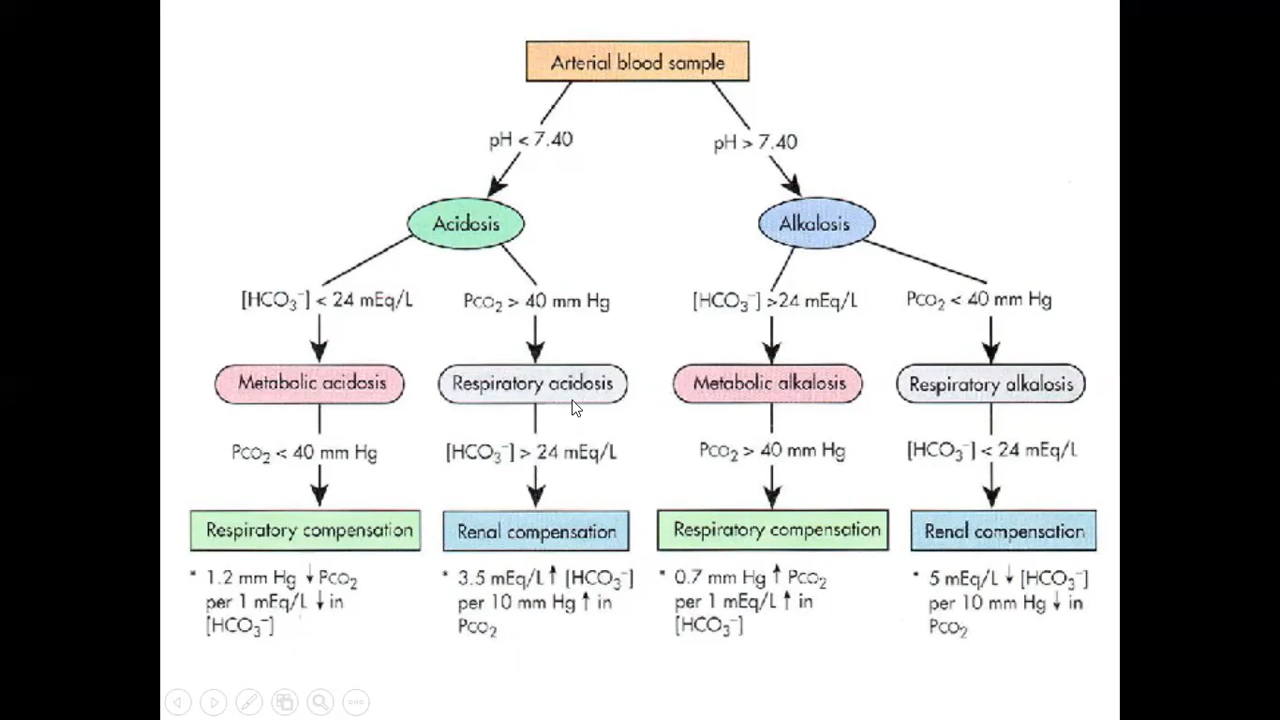 Arterial blood sample
pH < 7.40
pH > 7.40
Acidosis
Alkalosis
[HCO₃⁻] < 24 mEq/L
PCO₂ > 40 mm Hg
[HCO₃⁻] >24 mEq/L
PCO₂ < 40 mm Hg
Metabolic acidosis
Respiratory acidosis
Metabolic alkalosis
Respiratory alkalosis
PCO₂ < 40 mm Hg
[HCO₃⁻] > 24 mEq/L
PCO₂ > 40 mm Hg
[HCO₃⁻] < 24 mEq/L
Respiratory compensation
Renal compensation
Respiratory compensation
Renal compensation
* 1.2 mm Hg ↓ PCO₂
per 1 mEq/L ↓ in
[HCO₃⁻]
* 3.5 mEq/L ↑ [HCO₃⁻]
per 10 mm Hg ↑ in
PCO₂
* 0.7 mm Hg ↑ PCO₂
per 1 mEq/L ↑ in
[HCO₃⁻]
* 5 mEq/L ↓ [HCO₃⁻]
per 10 mm Hg ↓ in
PCO₂